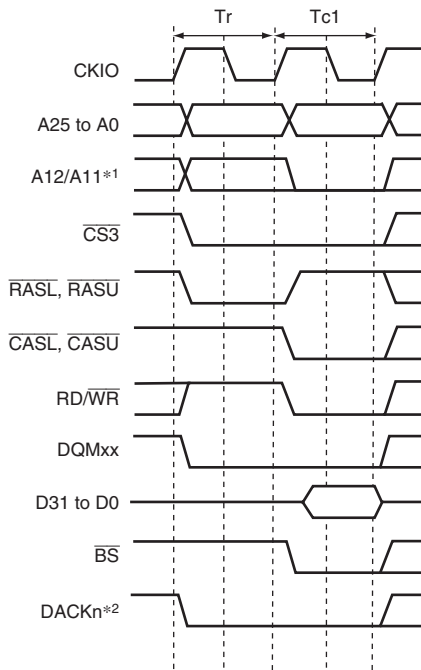 Tr Tc1
CKIO
A25 to A0
A12/A11*1
CS3
RASL, RASU
CASL, CASU
RD/WR
DQMxx
D31 to D0
BS
DACKn*2